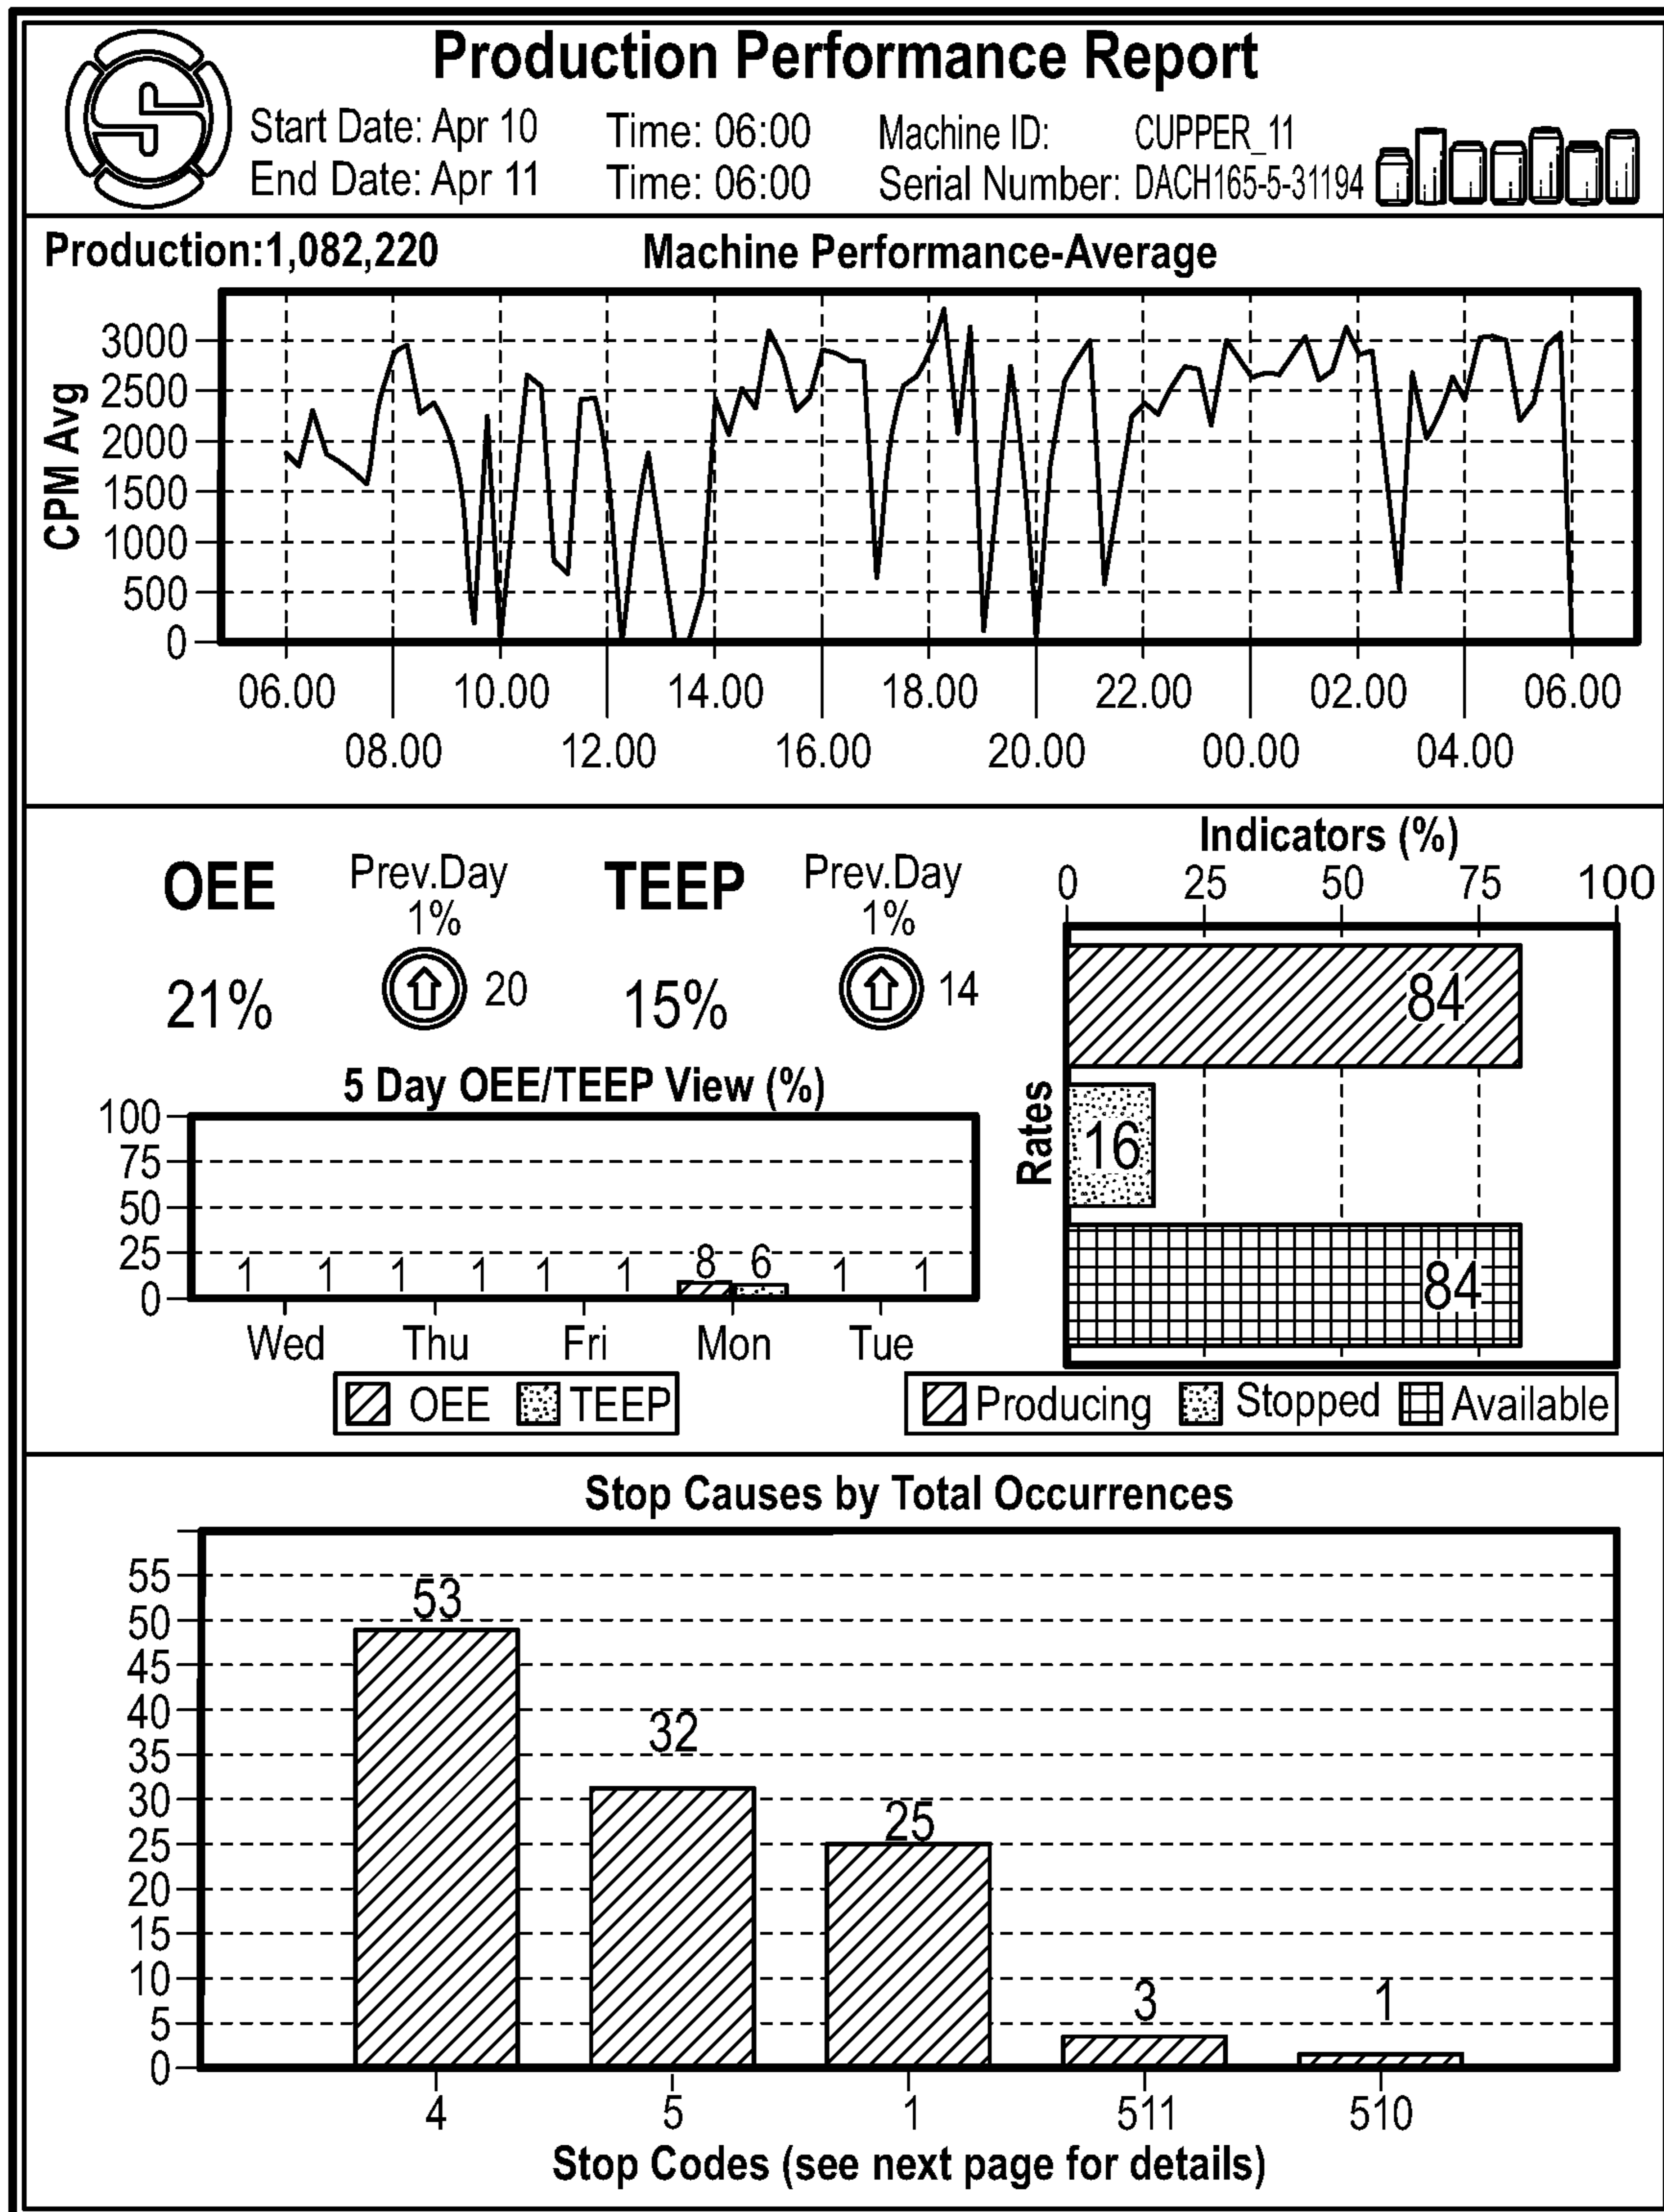 Production Performance Report
Start Date: Apr 10 Time: 06:00 Machine ID: CUPPER_11
End Date: Apr 11 Time: 06:00 Serial Number: DACH165-5-31194
Production:1,082,220 Machine Performance-Average
CPM Avg
3000
2500
2000
1500
1000
500
0
06.00 10.00 14.00 18.00 22.00 02.00 06.00
08.00 12.00 16.00 20.00 00.00 04.00
OEE Prev.Day TEEP Prev.Day
1% 1%
21% 20 15% 14
5 Day OEE/TEEP View (%)
100
75
50
25
0
1 1 1 1 1 1 8 6 1 1
Wed Thu Fri Mon Tue
OEE TEEP
Indicators (%)
0 25 50 75 100
Rates
84
16
84
Producing Stopped Available
Stop Causes by Total Occurrences
55
50
45
40
35
30
25
20
15
10
5
0
53
32
25
3
1
4 5 1 511 510
Stop Codes (see next page for details)